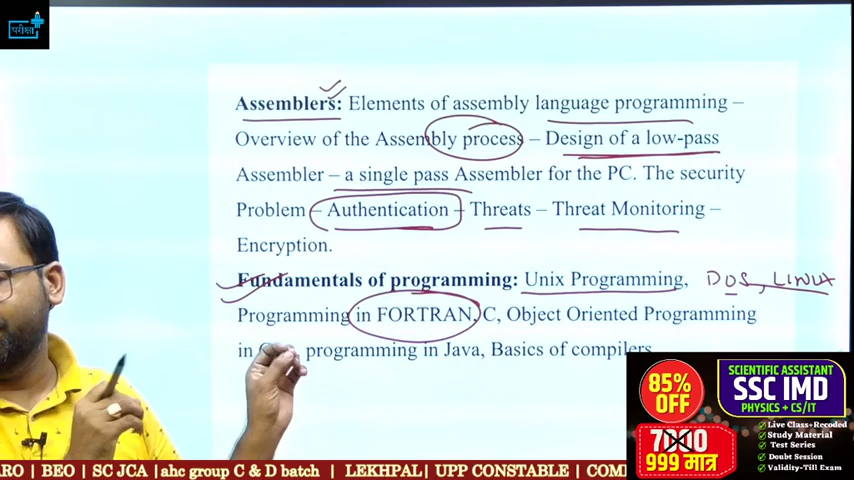 परीक्षा
Assemblers: Elements of assembly language programming –
Overview of the Assembly process – Design of a low-pass
Assembler – a single pass Assembler for the PC. The security
Problem – Authentication – Threats – Threat Monitoring –
Encryption.
Fundamentals of programming: Unix Programming, DOS, LINUX
Programming in FORTRAN, C, Object Oriented Programming
in programming in Java, Basics of compilers
85%
OFF
7000
999 मात्र
SCIENTIFIC ASSISTANT
SSC IMD
PHYSICS + CS/IT
Live Class+Recoded
Study Material
Test Series
Doubt Session
Validity-Till Exam
RO | BEO | SC JCA |ahc group C & D batch | LEKHPAL| UPP CONSTABLE | COM